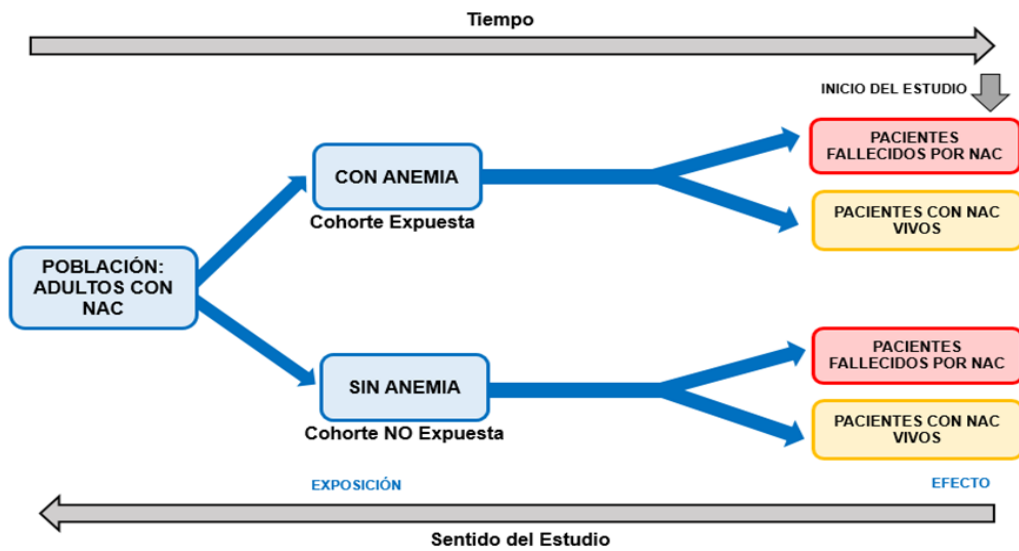 Tiempo
INICIO DEL ESTUDIO
PACIENTES
FALLECIDOS POR NAC
CON ANEMIA
Cohorte Expuesta
PACIENTES CON NAC
VIVOS
POBLACIÓN:
ADULTOS CON
NAC
PACIENTES
FALLECIDOS POR NAC
SIN ANEMIA
Cohorte NO Expuesta
PACIENTES CON NAC
VIVOS
EXPOSICIÓN
EFECTO
Sentido del Estudio